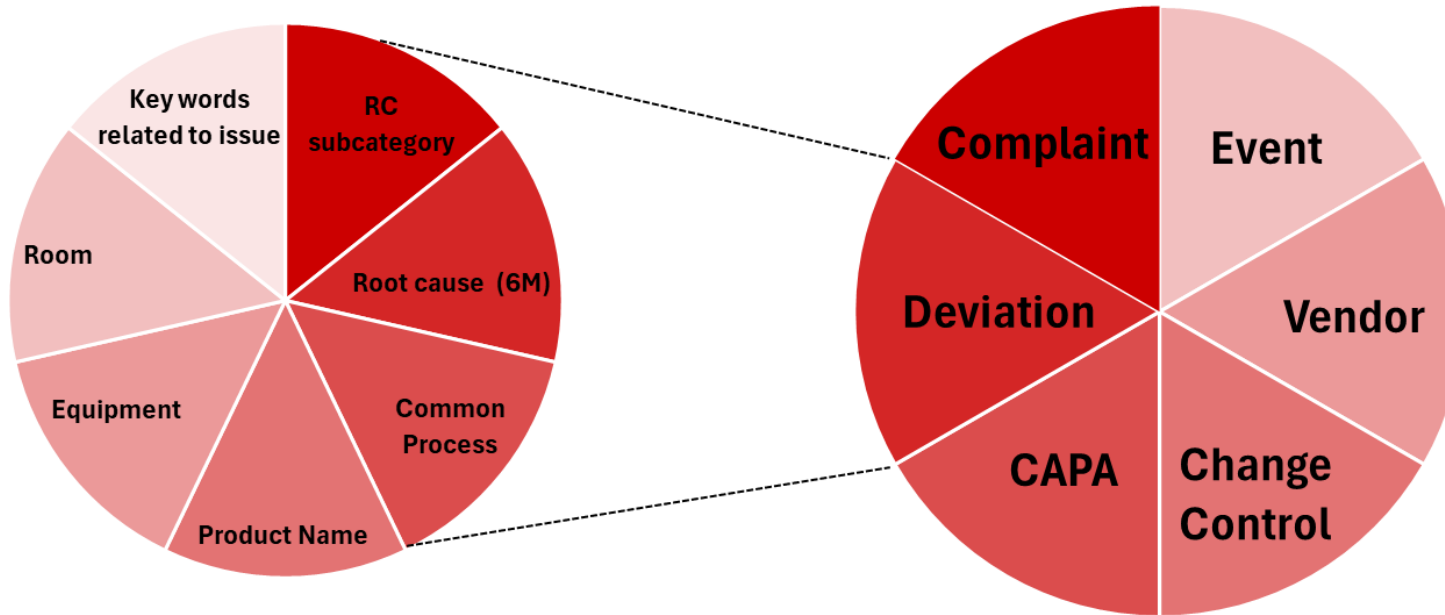 Key words
related to issue
RC
subcategory
Room
Root cause  (6M)
Equipment
Common
Process
Product Name
Complaint
Event
Deviation
Vendor
CAPA
Change
Control